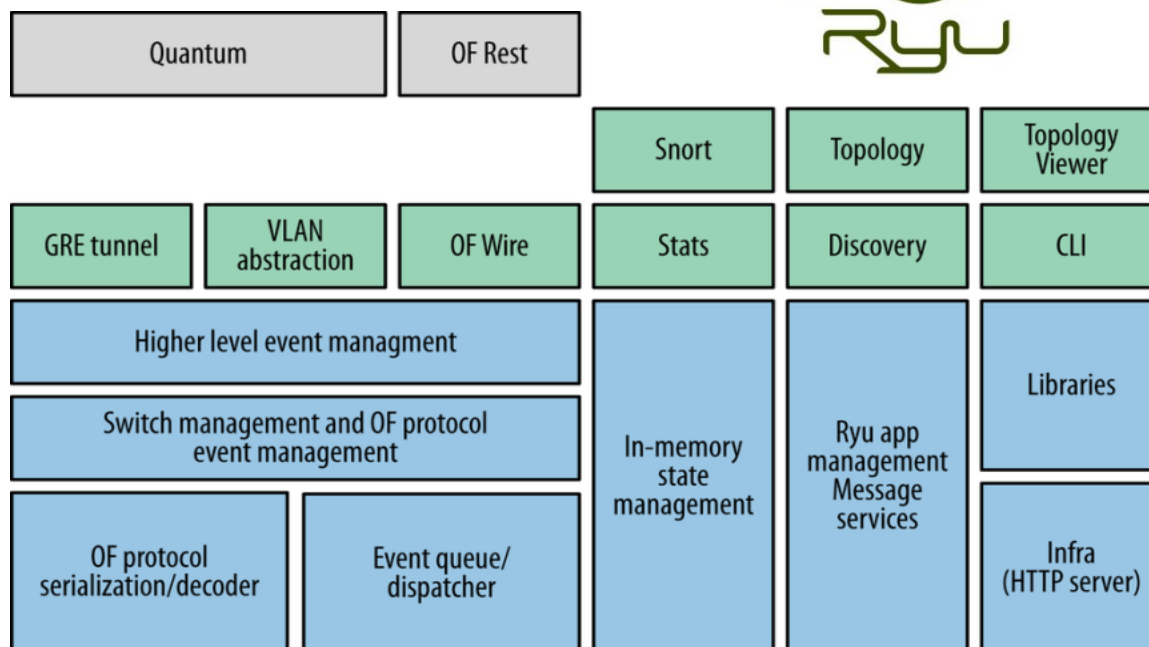 Ryu
Quantum
OF Rest
Snort
Topology
Topology
Viewer
GRE tunnel
VLAN
abstraction
OF Wire
Stats
Discovery
CLI
Higher level event managment
Switch management and OF protocol
event management
In-memory
state
management
Ryu app
management
Message
services
Libraries
OF protocol
serialization/decoder
Event queue/
dispatcher
Infra
(HTTP server)